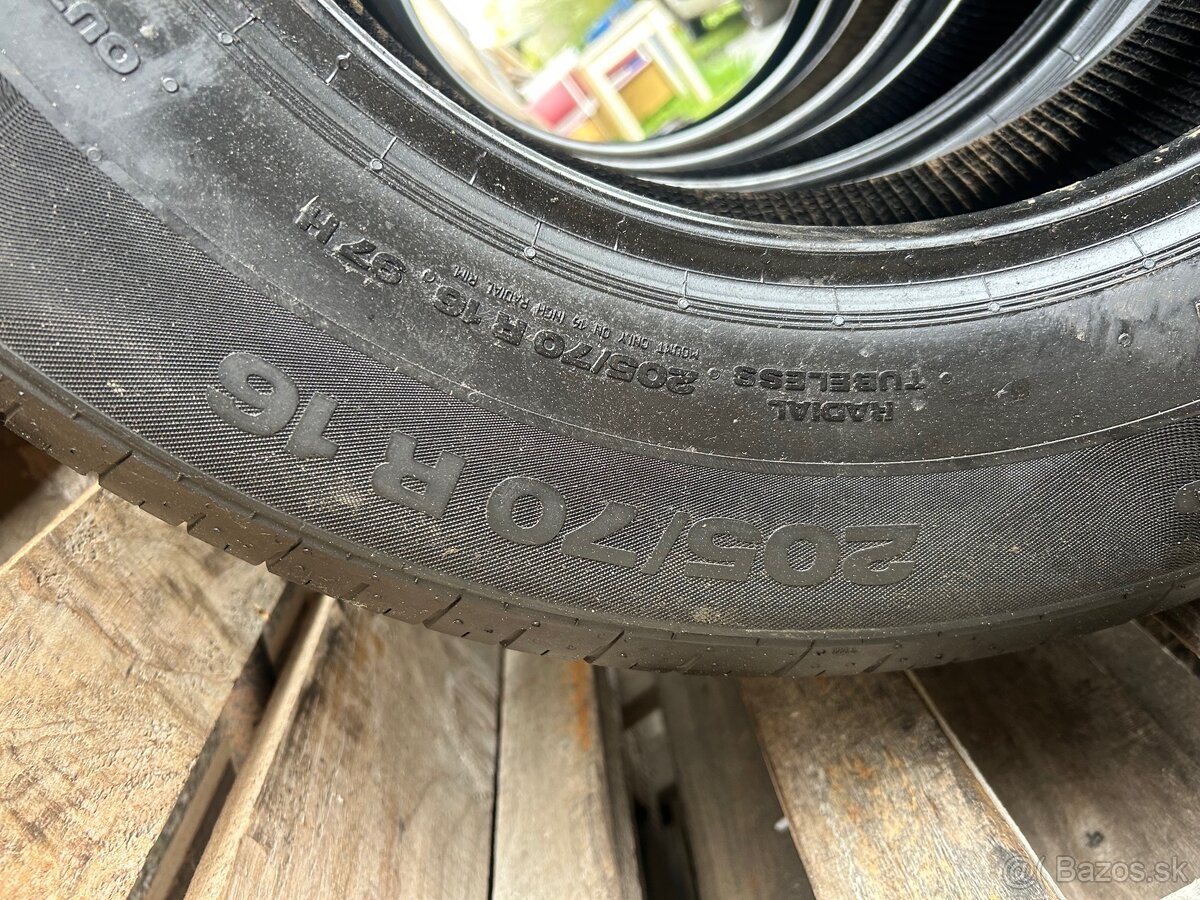 RADIAL
TUBELESS • 205/70 R 16 97 H
MOUNT ONLY ON 16 INCH RADIAL RIM
205/70 R 16
Bazos.sk